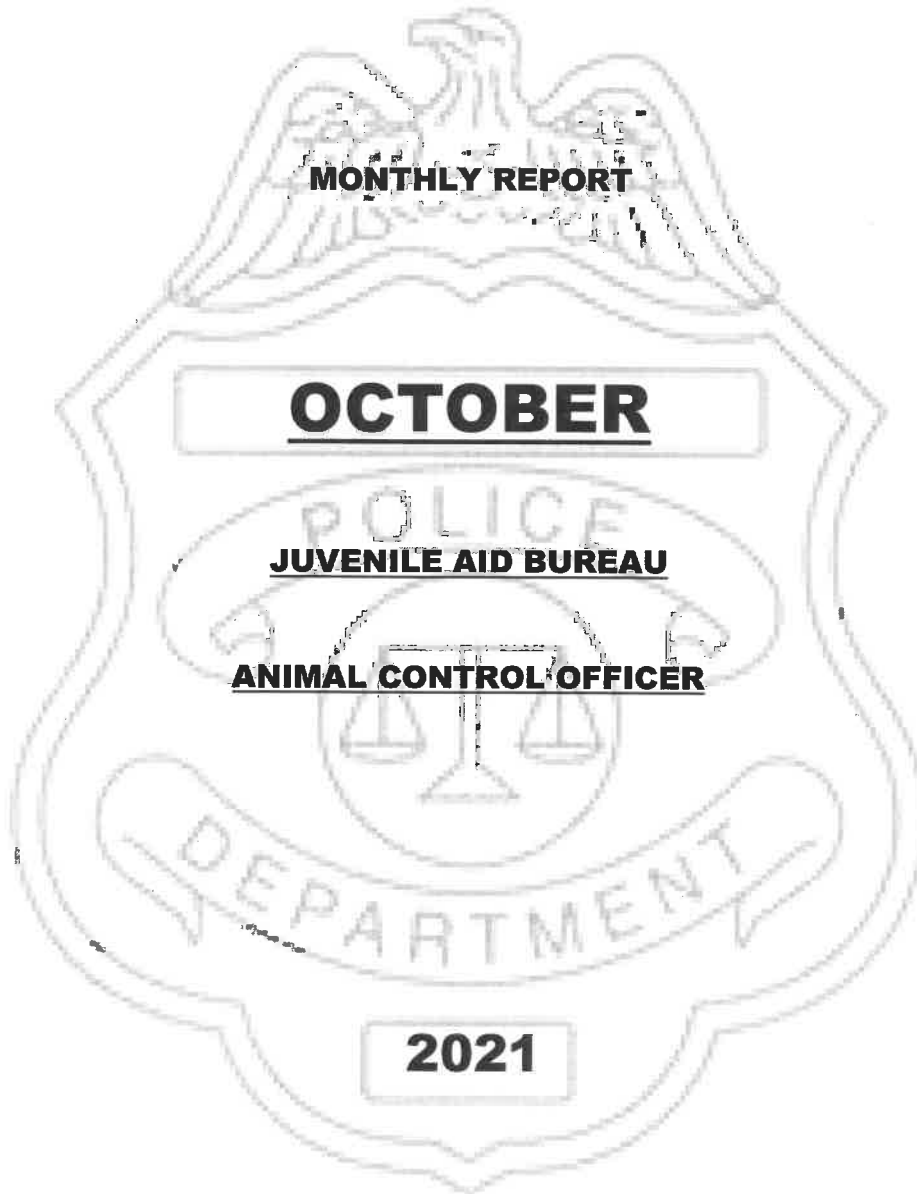 MONTHLY REPORT
OCTOBER
POLICE
JUVENILE AID BUREAU
ANIMAL CONTROL OFFICER
DEPARTMENT
2021